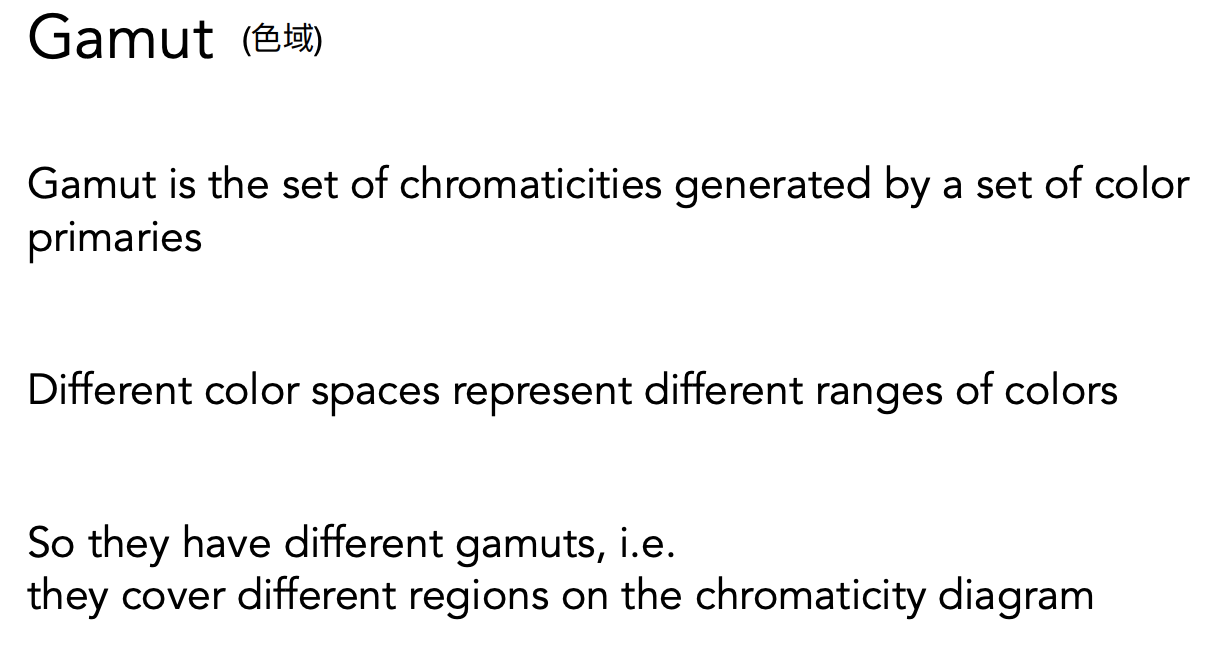 Gamut (色域)
Gamut is the set of chromaticities generated by a set of color
primaries
Different color spaces represent different ranges of colors
So they have different gamuts, i.e.
they cover different regions on the chromaticity diagram